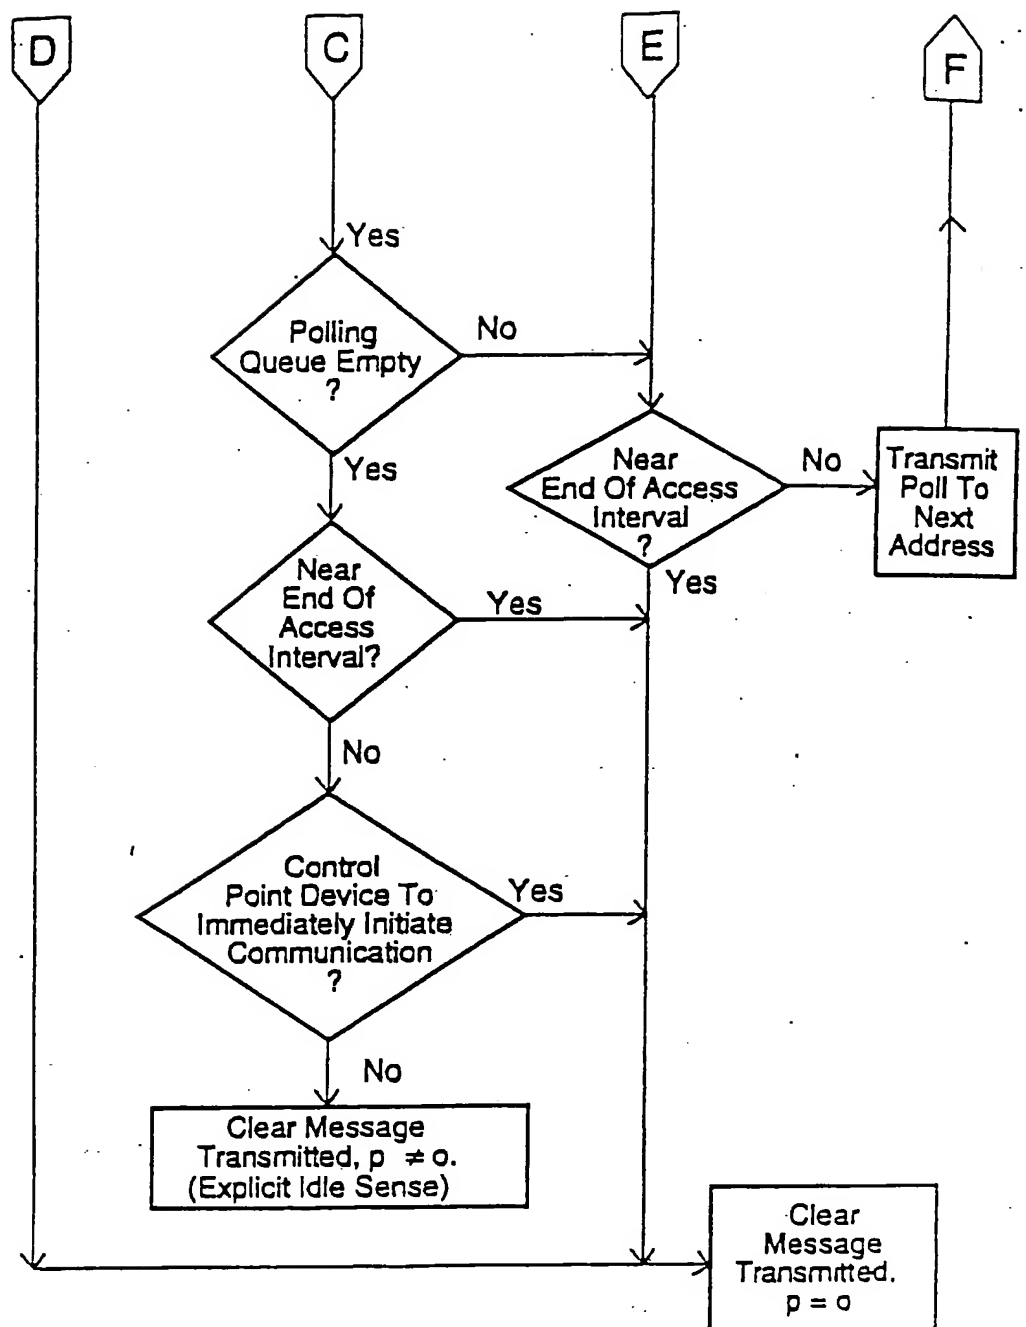 D
C
E
F
Yes
Polling
Queue Empty
?
No
Yes
Near
End Of Access
Interval
?
No
Transmit
Poll To
Next
Address
Yes
Near
End Of
Access
Interval?
Yes
No
Control
Point Device To
Immediately Initiate
Communication
?
Yes
No
Clear Message
Transmitted, p ≠ o.
(Explicit Idle Sense)
Clear
Message
Transmitted.
p = o